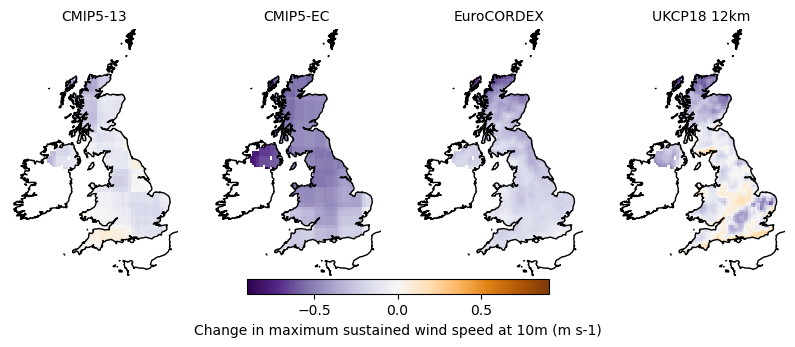 CMIP5-13 CMIP5-EC EuroCORDEX UKCP18 12km
−0.5 0.0 0.5
Change in maximum sustained wind speed at 10m (m s-1)